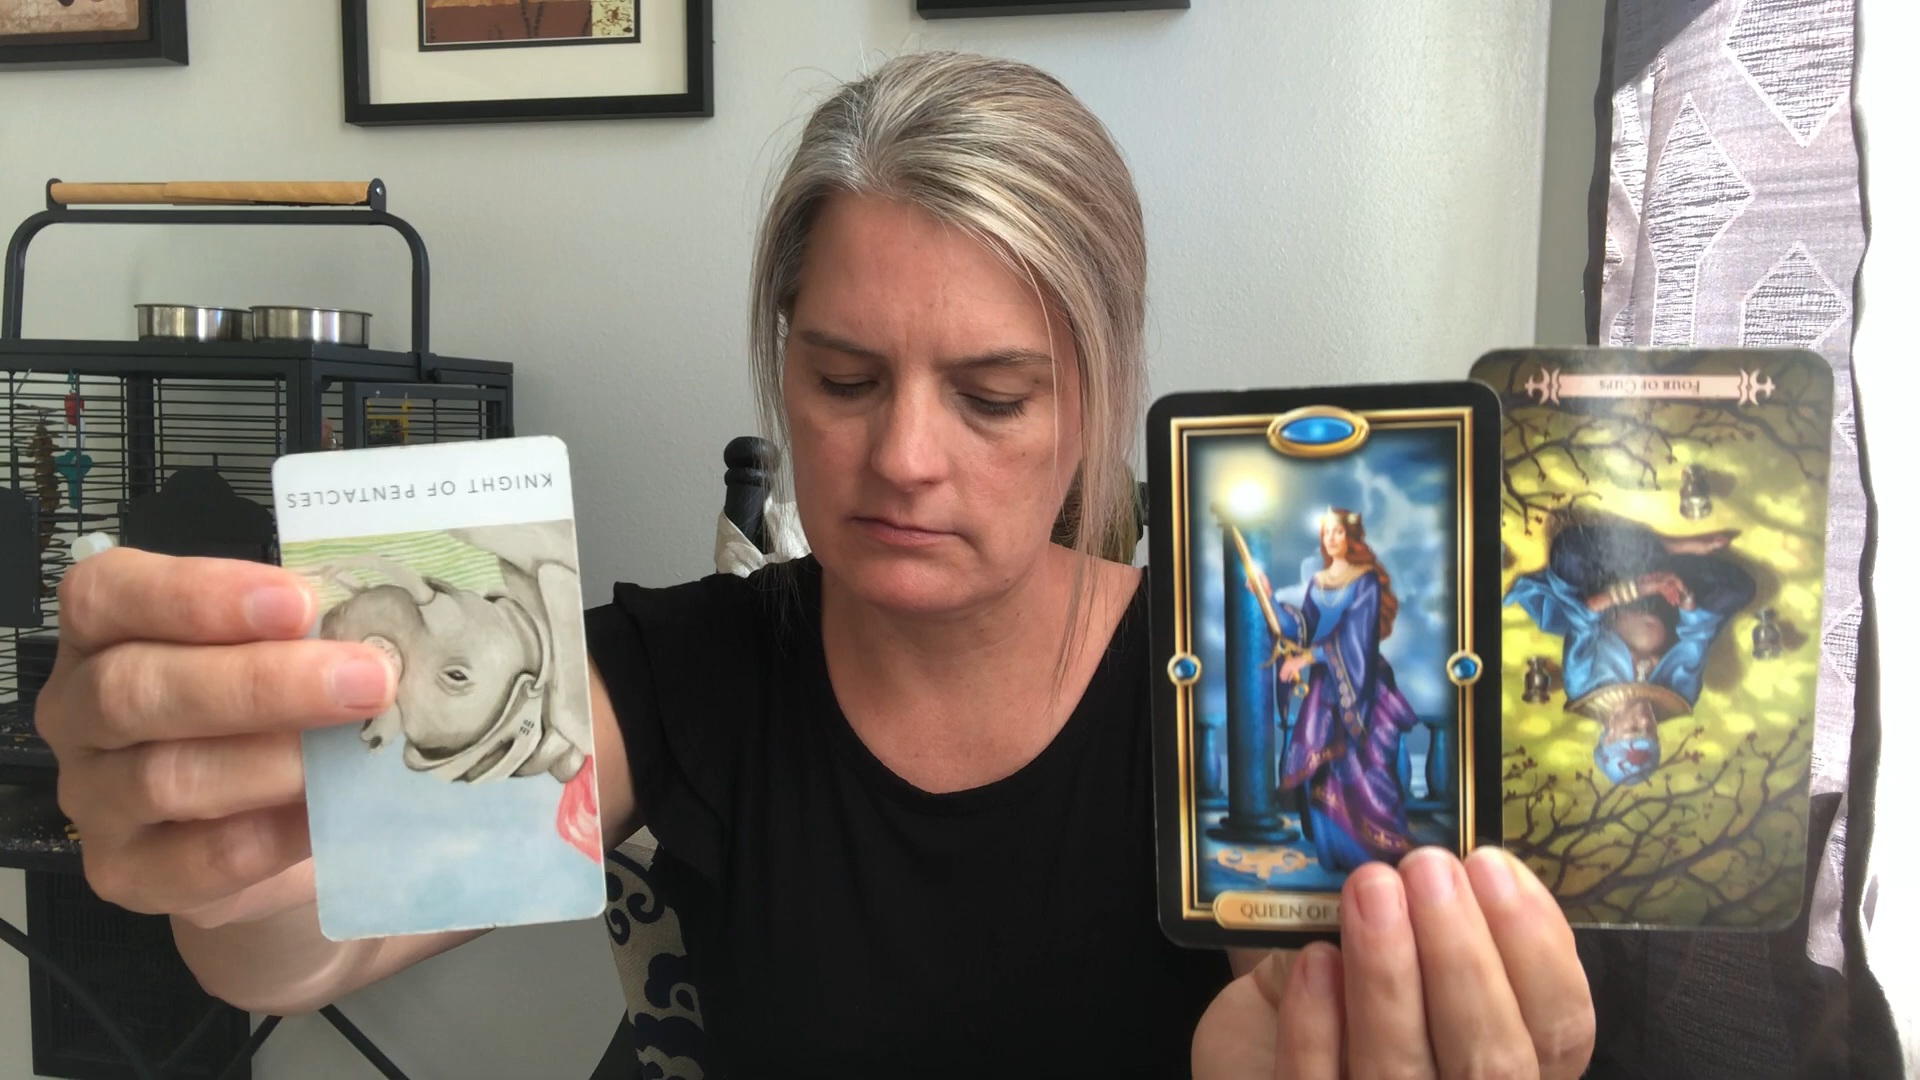 KNIGHT OF PENTACLES
QUEEN OF
FOUR OF CUPS